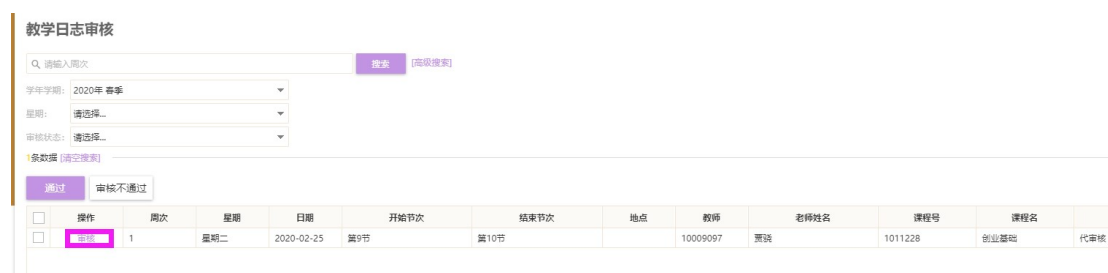 教学日志审核
请输入周次 搜索 [高级搜索]
学年学期: 2020年 春季
星期: 请选择...
审核状态: 请选择...
1条数据 [清空搜索]
通过 审核不通过
操作 周次 星期 日期 开始节次 结束节次 地点 教师 老师姓名 课程号 课程名
审核 1 星期二 2020-02-25 第9节 第10节 10009097 贾骁 1011228 创业基础 代审核